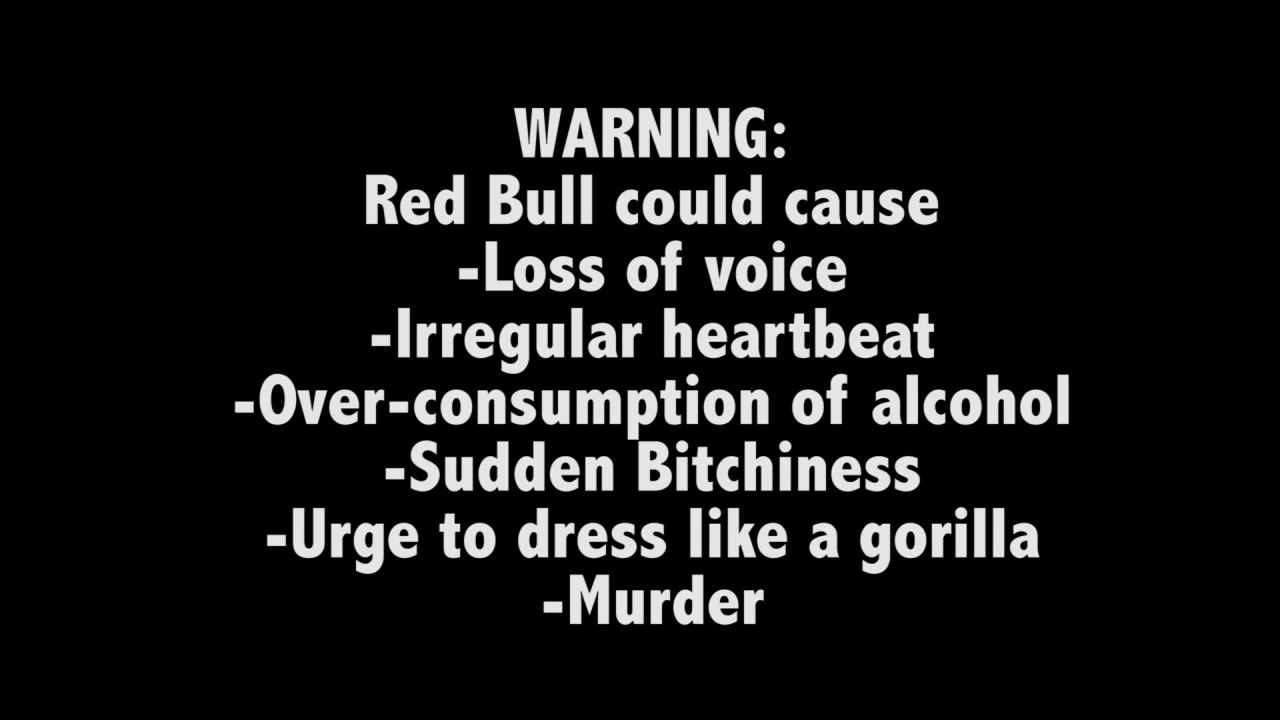 WARNING:
Red Bull could cause
-Loss of voice
-Irregular heartbeat
-Over-consumption of alcohol
-Sudden Bitchiness
-Urge to dress like a gorilla
-Murder